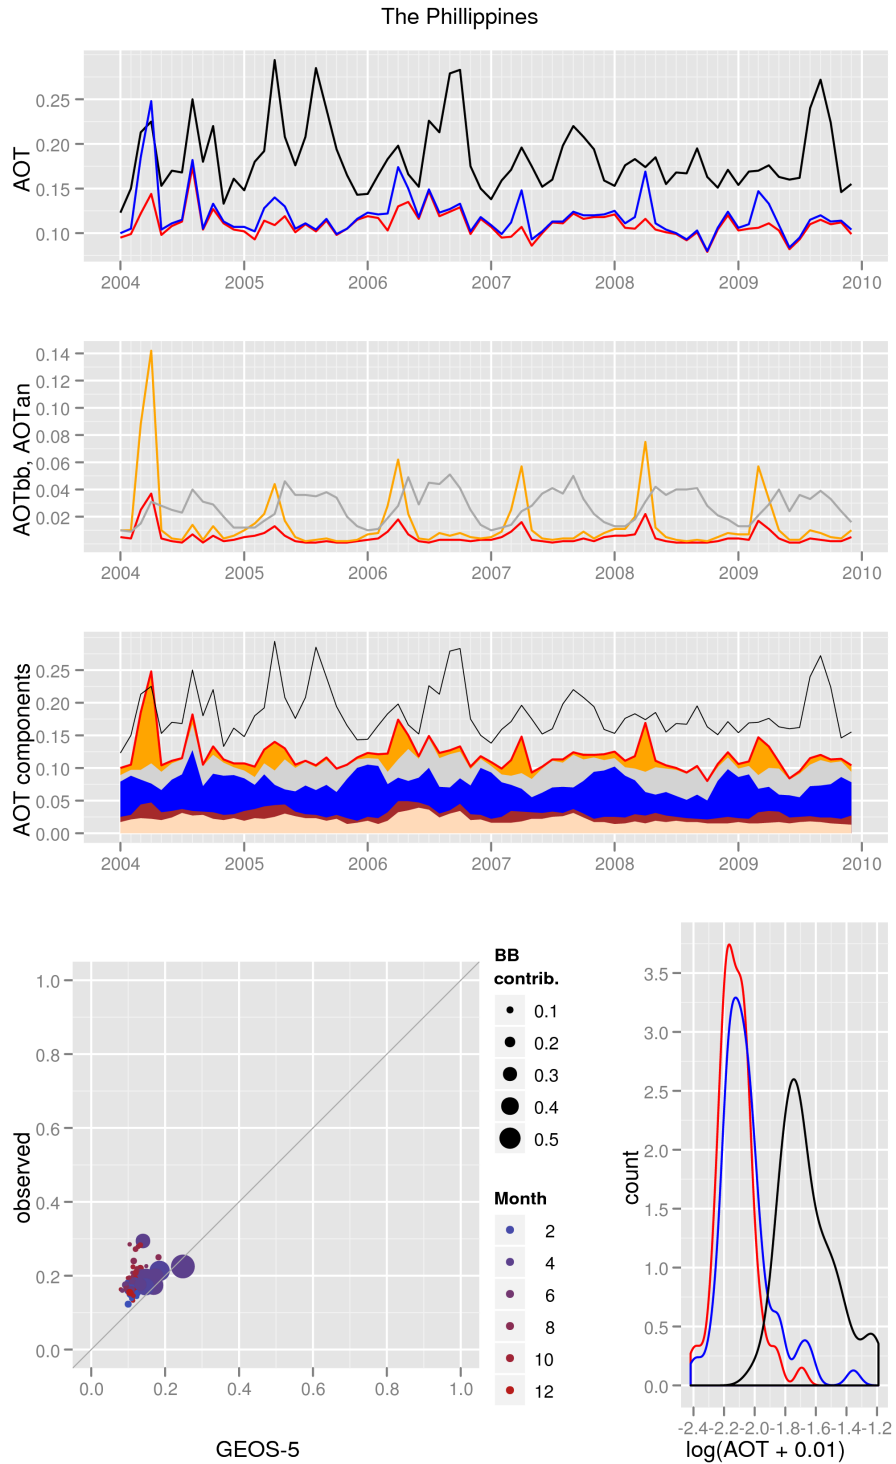 The Phillippines
AOT
0.25
0.20
0.15
0.10
2004 2005 2006 2007 2008 2009 2010
AOTbb, AOTan
0.14
0.12
0.10
0.08
0.06
0.04
0.02
2004 2005 2006 2007 2008 2009 2010
AOT components
0.25
0.20
0.15
0.10
0.05
0.00
2004 2005 2006 2007 2008 2009 2010
observed
1.0
0.8
0.6
0.4
0.2
0.0
0.0 0.2 0.4 0.6 0.8 1.0
GEOS-5
BB
contrib.
0.1
0.2
0.3
0.4
0.5
Month
2
4
6
8
10
12
count
3.5
3.0
2.5
2.0
1.5
1.0
0.5
0.0
-2.4 -2.2 -2.0 -1.8 -1.6 -1.4 -1.2
log(AOT + 0.01)